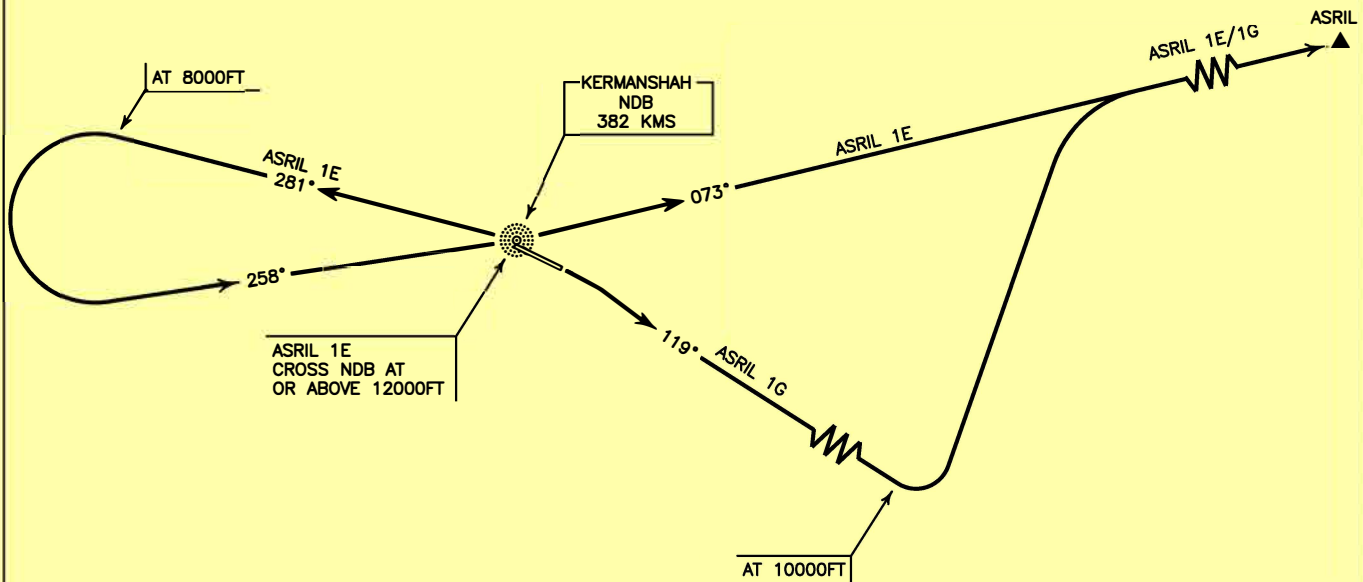 ASRIL
ASRIL 1E/1G
AT 8000FT
KERMANSHAH
NDB
382 KMS
ASRIL 1E
281°
ASRIL 1E
073°
258°
ASRIL 1E
CROSS NDB AT
OR ABOVE 12000FT
119°
ASRIL 1G
AT 10000FT